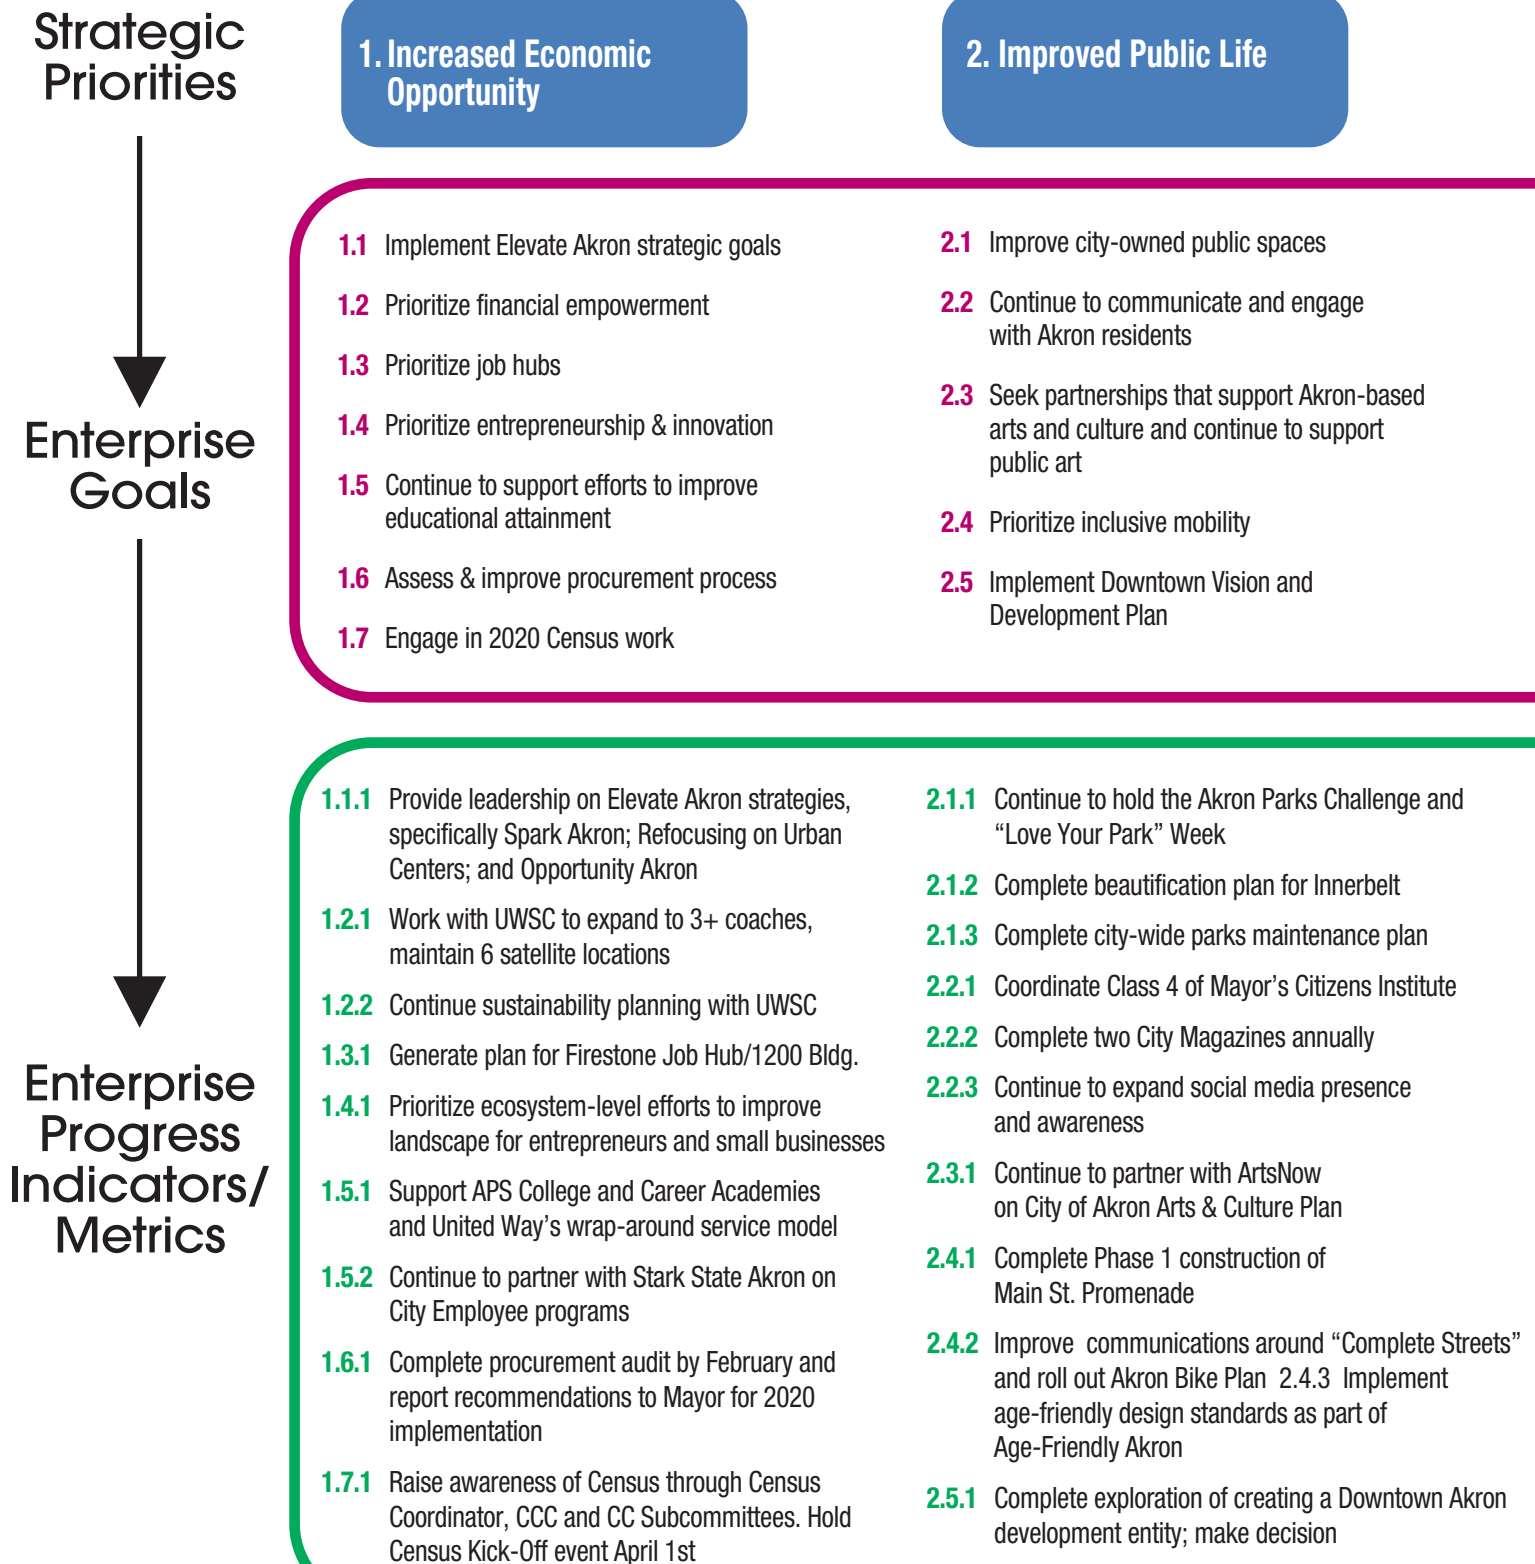 Strategic
Priorities
1. Increased Economic
Opportunity
2. Improved Public Life
Enterprise
Goals
1.1 Implement Elevate Akron strategic goals
1.2 Prioritize financial empowerment
1.3 Prioritize job hubs
1.4 Prioritize entrepreneurship & innovation
1.5 Continue to support efforts to improve
educational attainment
1.6 Assess & improve procurement process
1.7 Engage in 2020 Census work
2.1 Improve city-owned public spaces
2.2 Continue to communicate and engage
with Akron residents
2.3 Seek partnerships that support Akron-based
arts and culture and continue to support
public art
2.4 Prioritize inclusive mobility
2.5 Implement Downtown Vision and
Development Plan
Enterprise
Progress
Indicators/
Metrics
1.1.1 Provide leadership on Elevate Akron strategies,
specifically Spark Akron; Refocusing on Urban
Centers; and Opportunity Akron
1.2.1 Work with UWSC to expand to 3+ coaches,
maintain 6 satellite locations
1.2.2 Continue sustainability planning with UWSC
1.3.1 Generate plan for Firestone Job Hub/1200 Bldg.
1.4.1 Prioritize ecosystem-level efforts to improve
landscape for entrepreneurs and small businesses
1.5.1 Support APS College and Career Academies
and United Way’s wrap-around service model
1.5.2 Continue to partner with Stark State Akron on
City Employee programs
1.6.1 Complete procurement audit by February and
report recommendations to Mayor for 2020
implementation
1.7.1 Raise awareness of Census through Census
Coordinator, CCC and CC Subcommittees. Hold
Census Kick-Off event April 1st
2.1.1 Continue to hold the Akron Parks Challenge and
“Love Your Park” Week
2.1.2 Complete beautification plan for Innerbelt
2.1.3 Complete city-wide parks maintenance plan
2.2.1 Coordinate Class 4 of Mayor’s Citizens Institute
2.2.2 Complete two City Magazines annually
2.2.3 Continue to expand social media presence
and awareness
2.3.1 Continue to partner with ArtsNow
on City of Akron Arts & Culture Plan
2.4.1 Complete Phase 1 construction of
Main St. Promenade
2.4.2 Improve communications around “Complete Streets”
and roll out Akron Bike Plan 2.4.3 Implement
age-friendly design standards as part of
Age-Friendly Akron
2.5.1 Complete exploration of creating a Downtown Akron
development entity; make decision